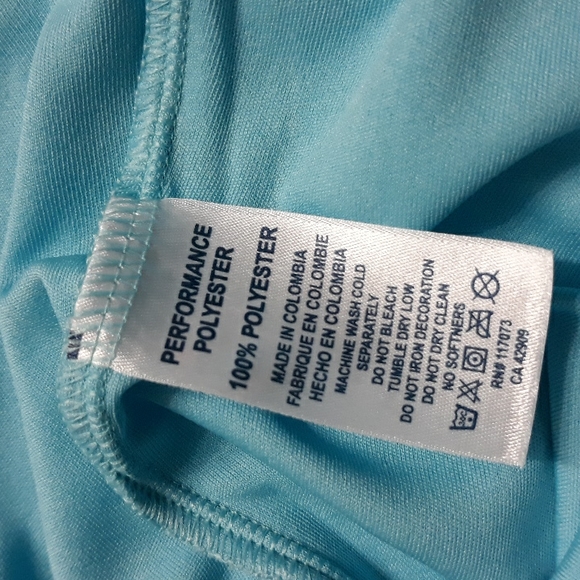 PERFORMANCE
POLYESTER
100% POLYESTER
MADE IN COLOMBIA
FABRIQUE EN COLOMBIE
HECHO EN COLOMBIA
MACHINE WASH COLD
SEPARATELY
DO NOT BLEACH
TUMBLE DRY LOW
DO NOT IRON DECORATION
DO NOT DRY CLEAN
NO SOFTNERS
RN# 117073
CA 42909